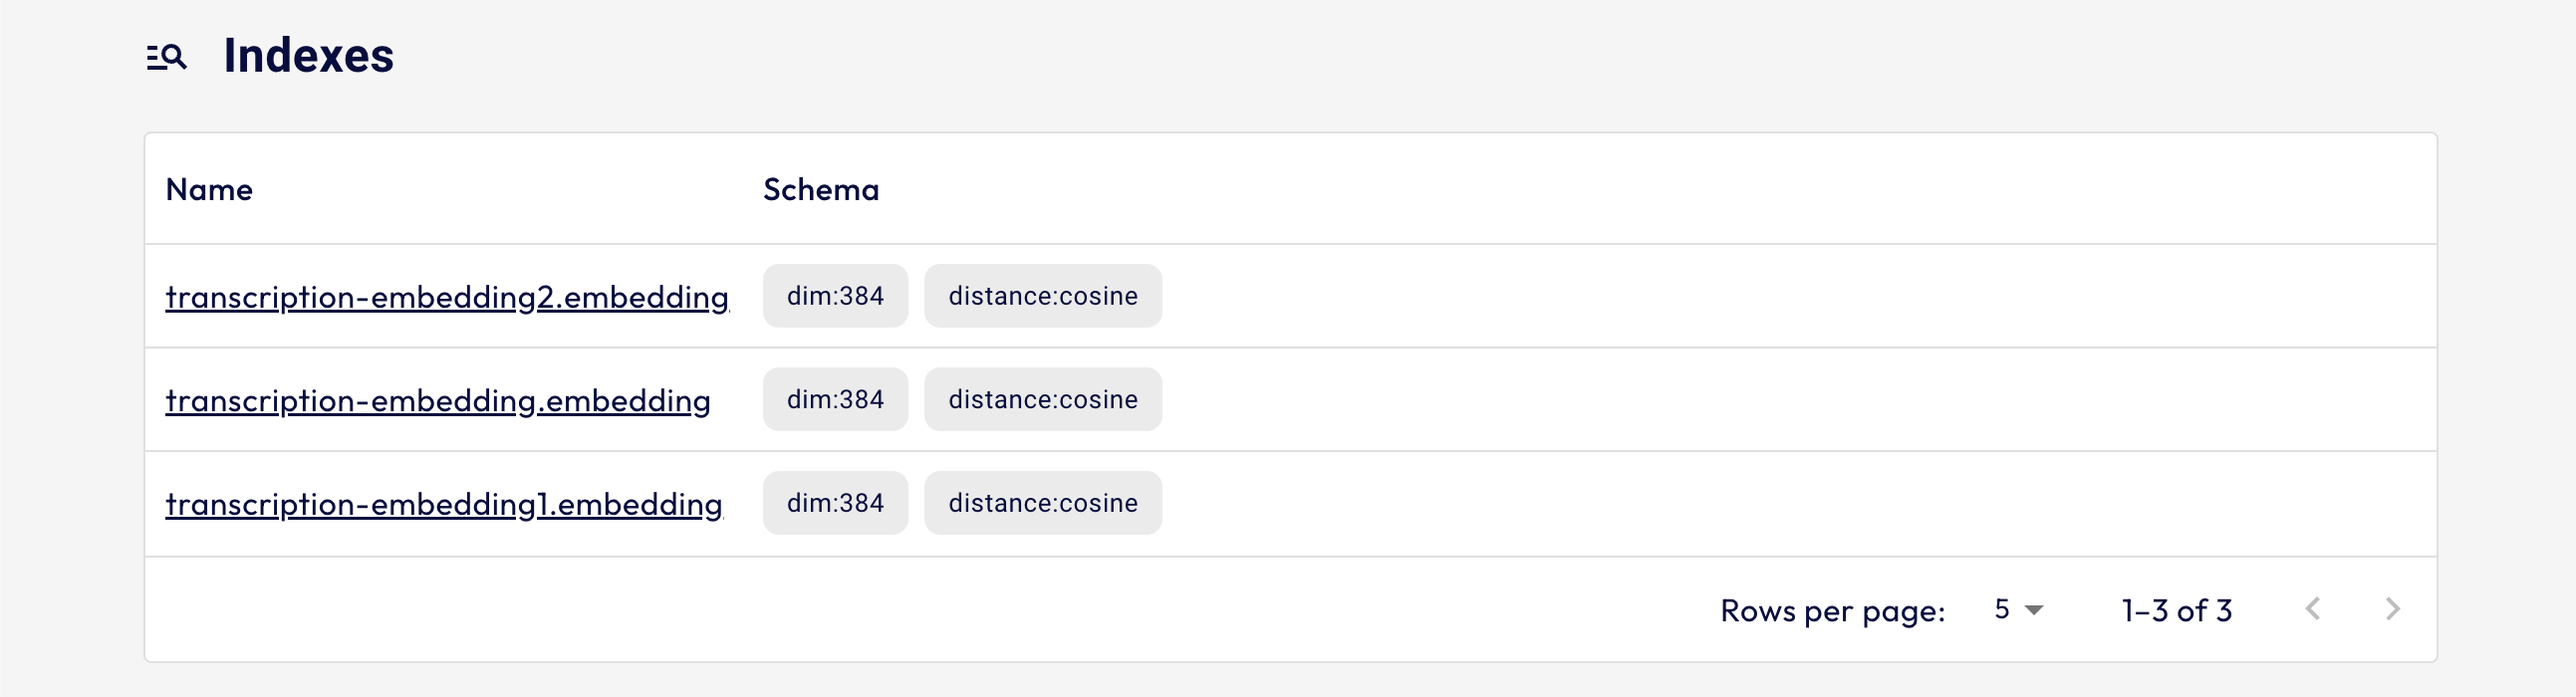 Indexes
Name Schema
transcription-embedding2.embedding dim:384 distance:cosine
transcription-embedding.embedding dim:384 distance:cosine
transcription-embedding1.embedding dim:384 distance:cosine
Rows per page: 5 1–3 of 3